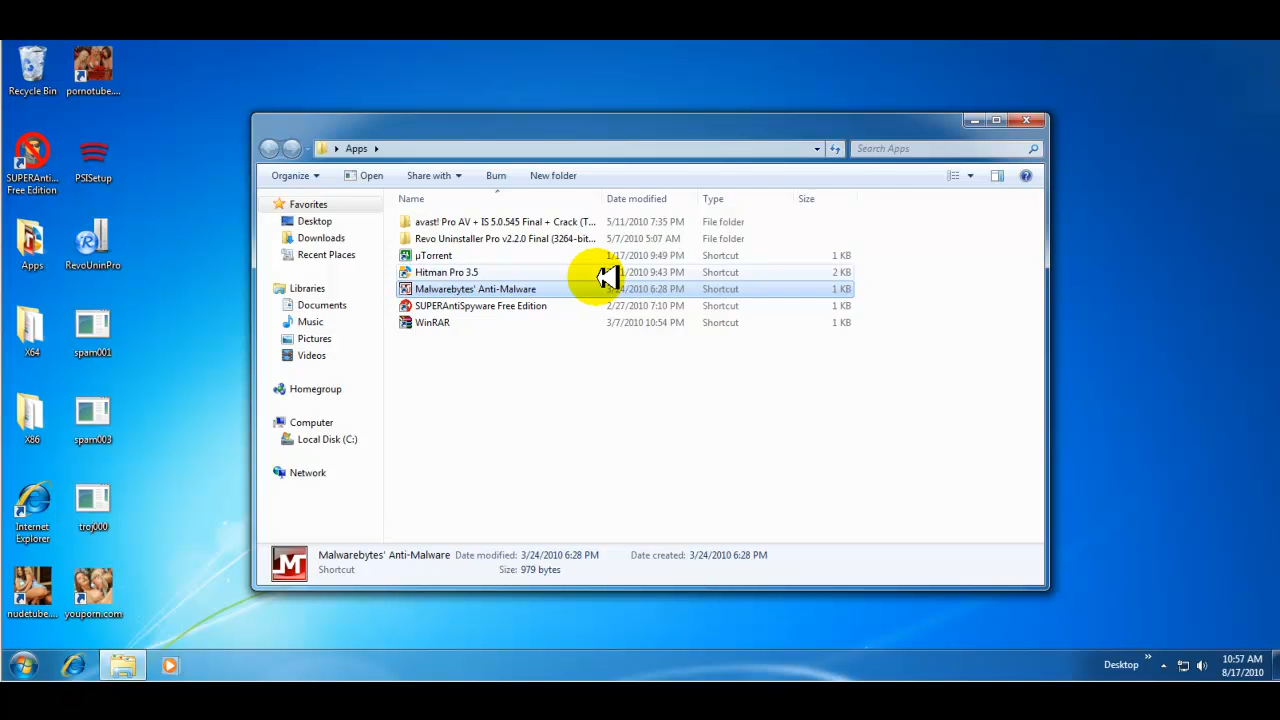 Recycle Bin
pornotube....
SUPERAnti...
Free Edition
PSISetup
Apps
RevoUninPro
X64
spam001
X86
spam003
Internet
Explorer
troj000
nudetube....
youporn.com
Apps
Search Apps
Organize
Open
Share with
Burn
New folder
Name
Date modified
Type
Size
Favorites
Desktop
Downloads
Recent Places
Libraries
Documents
Music
Pictures
Videos
Homegroup
Computer
Local Disk (C:)
Network
avast! Pro AV + IS 5.0.545 Final + Crack (T... 5/11/2010 7:35 PM File folder
Revo Uninstaller Pro v2.2.0 Final (3264-bit... 5/7/2010 5:07 AM File folder
µTorrent 1/17/2010 9:49 PM Shortcut 1 KB
Hitman Pro 3.5 9:43 PM Shortcut 2 KB
Malwarebytes' Anti-Malware 3/24/2010 6:28 PM Shortcut 1 KB
SUPERAntiSpyware Free Edition 2/27/2010 7:10 PM Shortcut 1 KB
WinRAR 3/7/2010 10:54 PM Shortcut 1 KB
Malwarebytes' Anti-Malware Date modified: 3/24/2010 6:28 PM Date created: 3/24/2010 6:28 PM
Shortcut Size: 979 bytes
Desktop
10:57 AM
8/17/2010